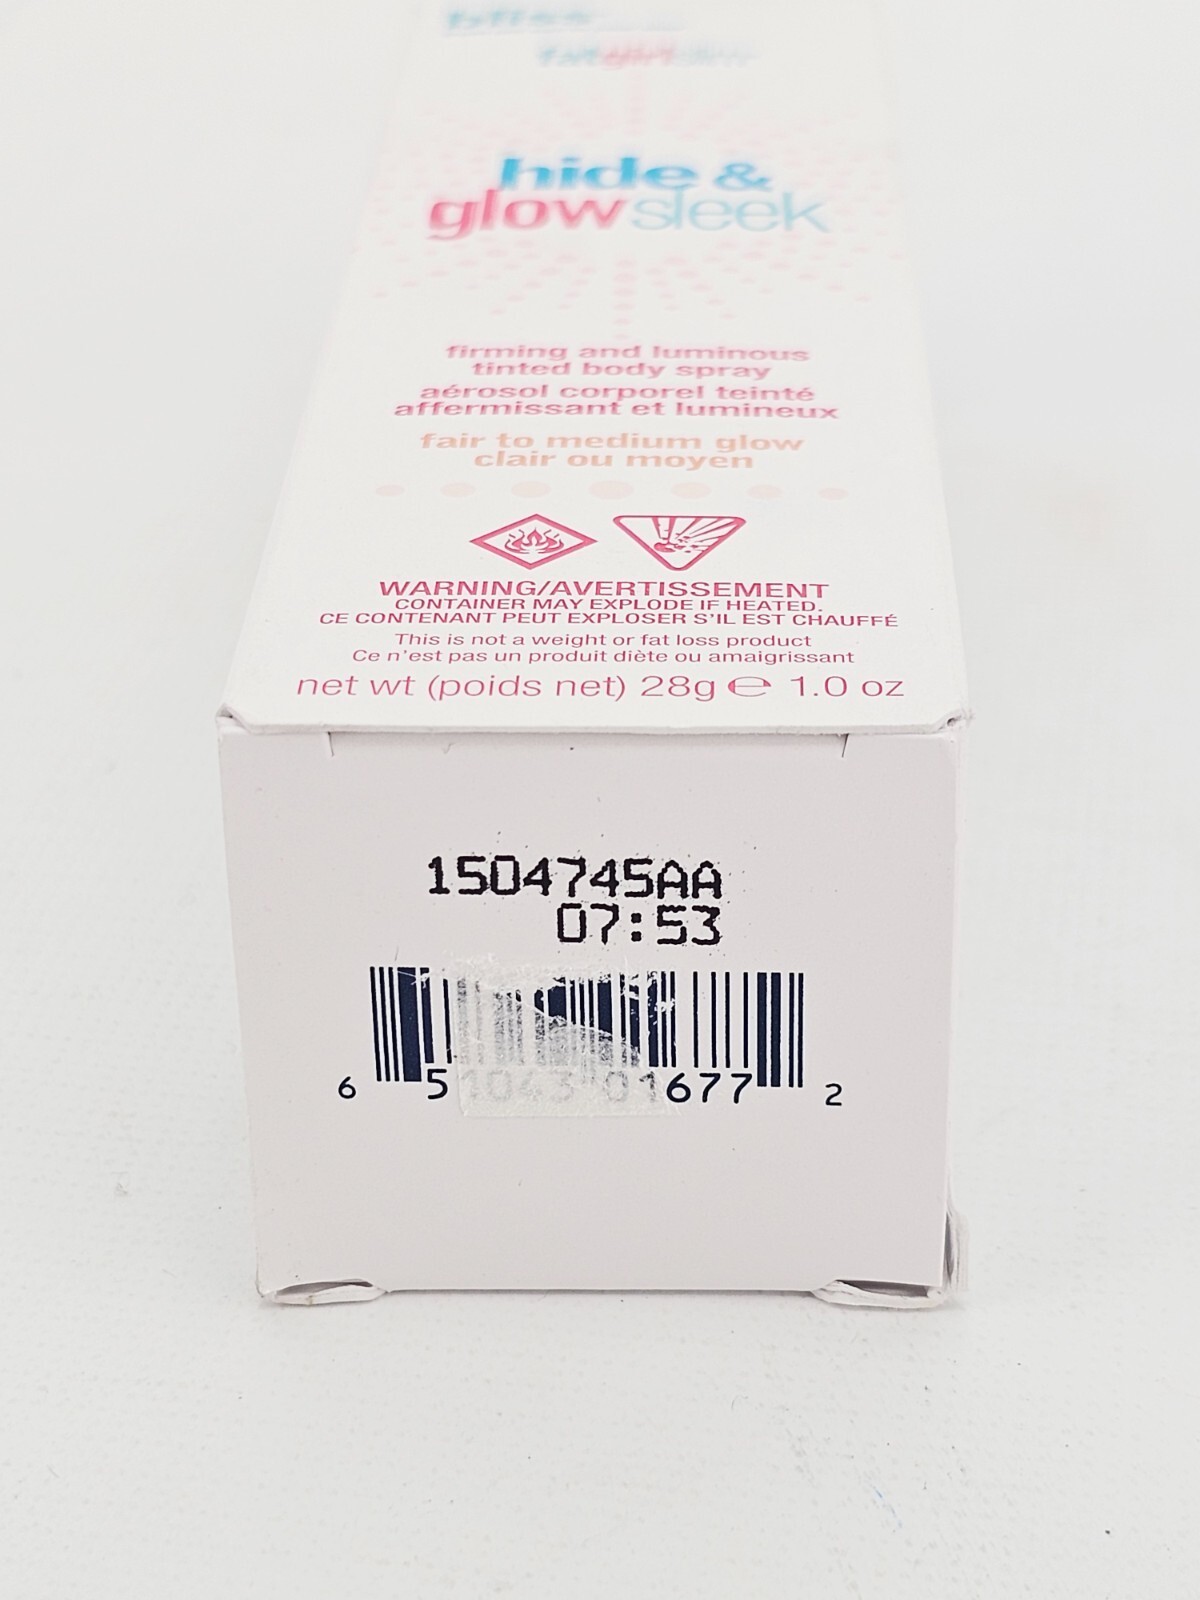 bliss
fatgirlslim
hide &
glowsleek
firming and luminous
tinted body spray
aérosol corporel teinté
affermissant et lumineux
fair to medium glow
clair ou moyen
WARNING/AVERTISSEMENT
CONTAINER MAY EXPLODE IF HEATED.
CE CONTENANT PEUT EXPLOSER S'IL EST CHAUFFÉ
This is not a weight or fat loss product
Ce n'est pas un produit diète ou amaigrissant
net wt (poids net) 28g e 1.0 oz
1504745AA
07:53
6 51043 01677 2